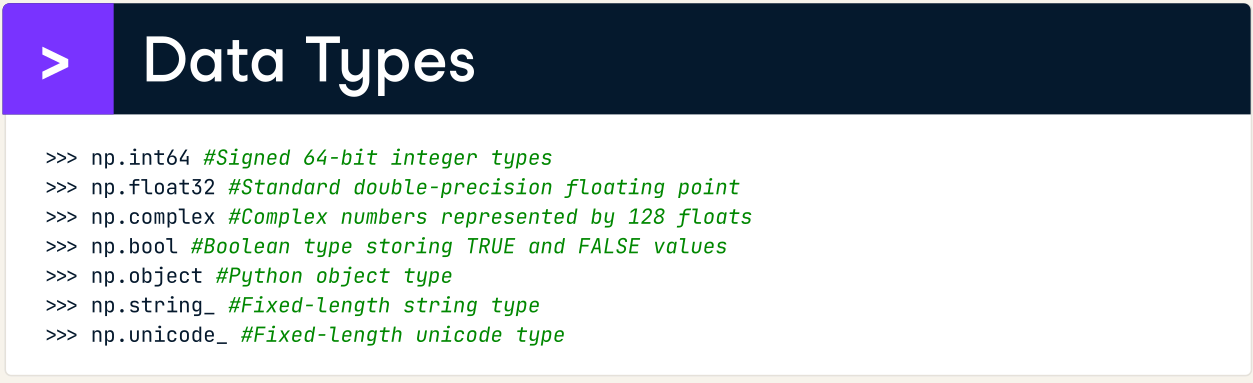 > Data Types
>>> np.int64 #Signed 64-bit integer types
>>> np.float32 #Standard double-precision floating point
>>> np.complex #Complex numbers represented by 128 floats
>>> np.bool #Boolean type storing TRUE and FALSE values
>>> np.object #Python object type
>>> np.string_ #Fixed-length string type
>>> np.unicode_ #Fixed-length unicode type